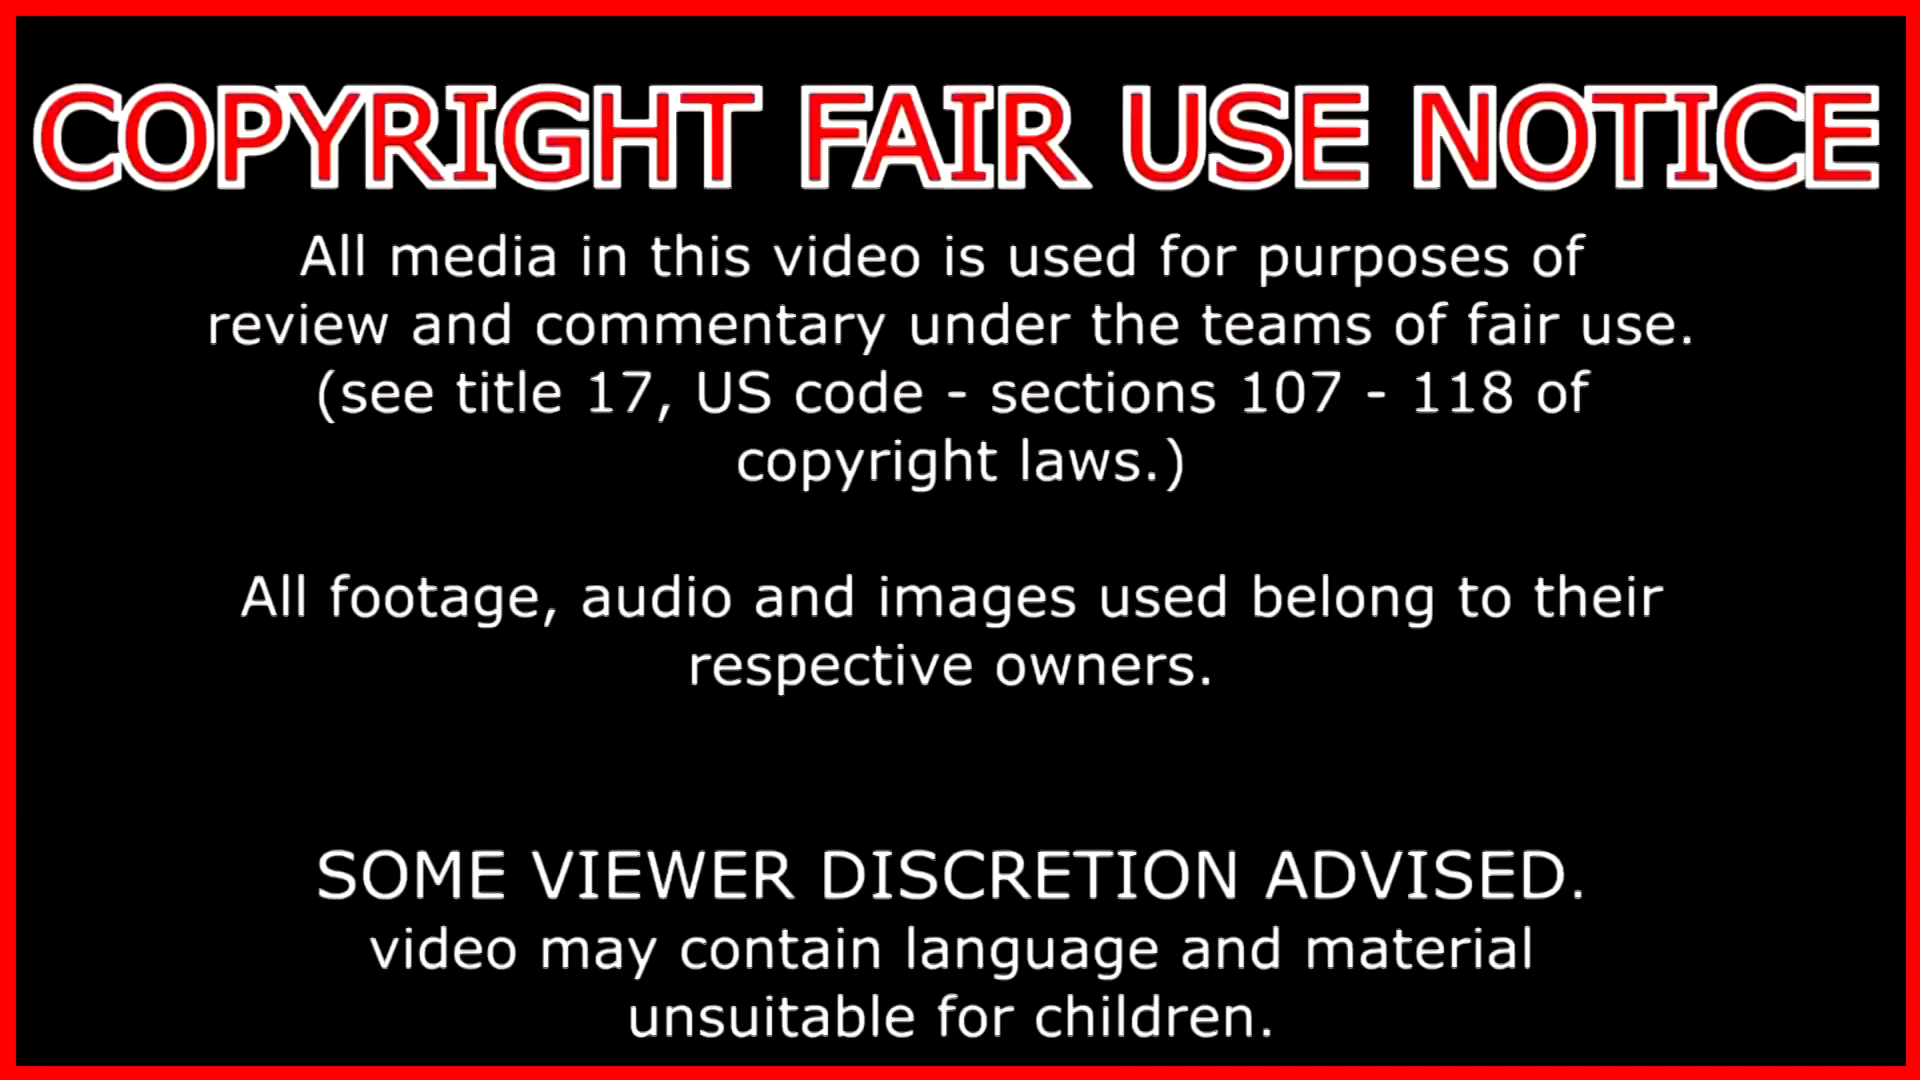 COPYRIGHT FAIR USE NOTICE
All media in this video is used for purposes of
review and commentary under the teams of fair use.
(see title 17, US code - sections 107 - 118 of
copyright laws.)
All footage, audio and images used belong to their
respective owners.
SOME VIEWER DISCRETION ADVISED.
video may contain language and material
unsuitable for children.